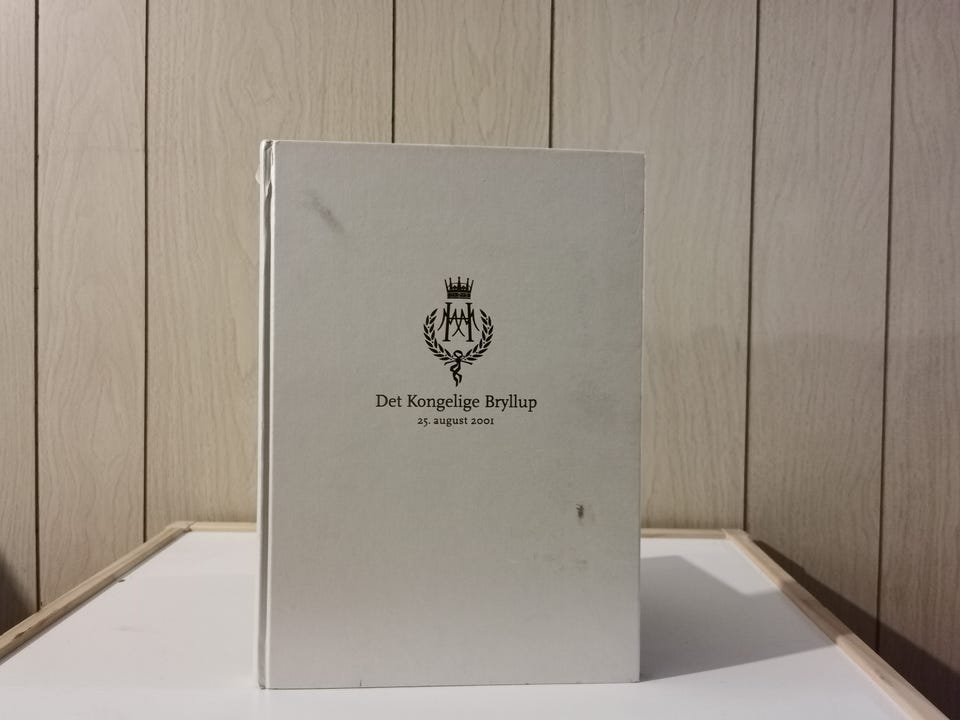 Det Kongelige Bryllup
25. august 2001